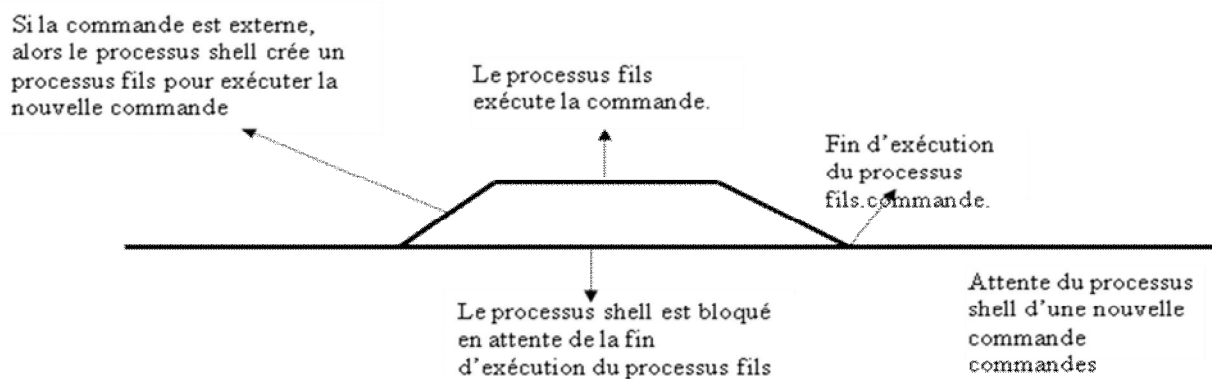 Si la commande est externe,
alors le processus shell crée un
processus fils pour exécuter la
nouvelle commande
Le processus fils
exécute la commande.
Fin d'exécution
du processus
fils.commande.
Le processus shell est bloqué
en attente de la fin
d'exécution du processus fils
Attente du processus
shell d'une nouvelle
commande
commandes